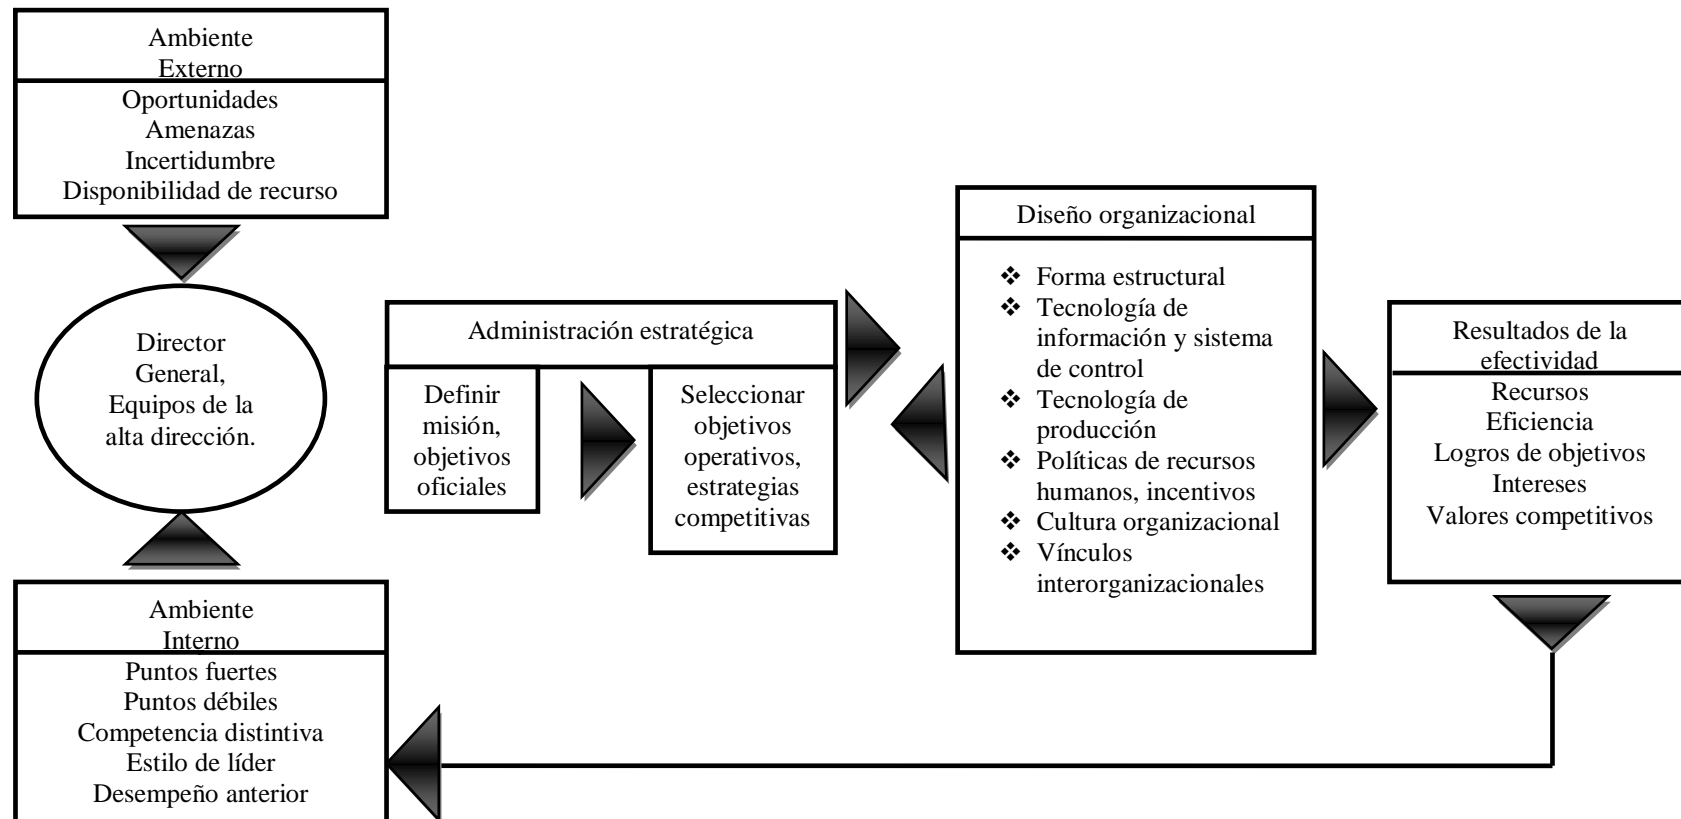 Ambiente
Externo
Oportunidades
Amenazas
Incertidumbre
Disponibilidad de recurso
Director
General,
Equipos de la
alta dirección.
Ambiente
Interno
Puntos fuertes
Puntos débiles
Competencia distintiva
Estilo de líder
Desempeño anterior
Administración estratégica
Definir
misión,
objetivos
oficiales
Seleccionar
objetivos
operativos,
estrategias
competitivas
Diseño organizacional
❖ Forma estructural
❖ Tecnología de
información y sistema
de control
❖ Tecnología de
producción
❖ Políticas de recursos
humanos, incentivos
❖ Cultura organizacional
❖ Vínculos
interorganizacionales
Resultados de la
efectividad
Recursos
Eficiencia
Logros de objetivos
Intereses
Valores competitivos